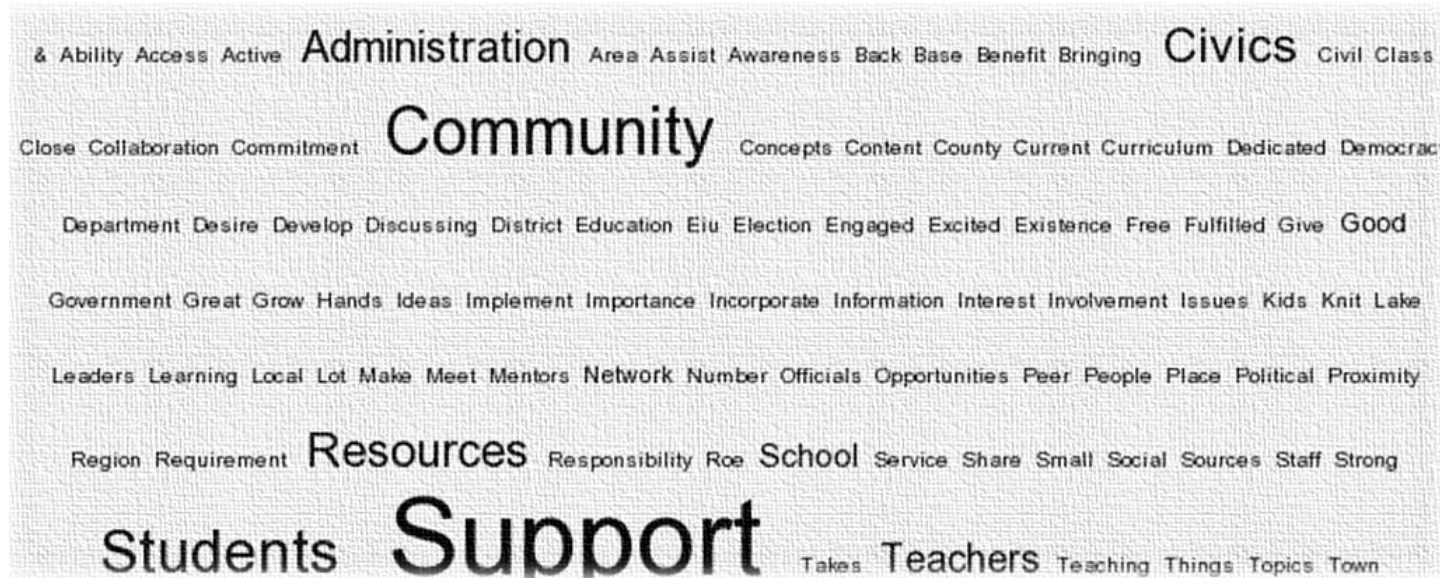 & Ability Access Active Administration Area Assist Awareness Back Base Benefit Bringing Civics Civil Class
Close Collaboration Commitment Community Concepts Content County Current Curriculum Dedicated Democrac
Department Desire Develop Discussing District Education Eiu Election Engaged Excited Existence Free Fulfilled Give Good
Government Great Grow Hands Ideas Implement Importance Incorporate Information Interest Involvement Issues Kids Knit Lake
Leaders Learning Local Lot Make Meet Mentors Network Number Officials Opportunities Peer People Place Political Proximity
Region Requirement Resources Responsibility Roe School Service Share Small Social Sources Staff Strong
Students Support Takes Teachers Teaching Things Topics Town